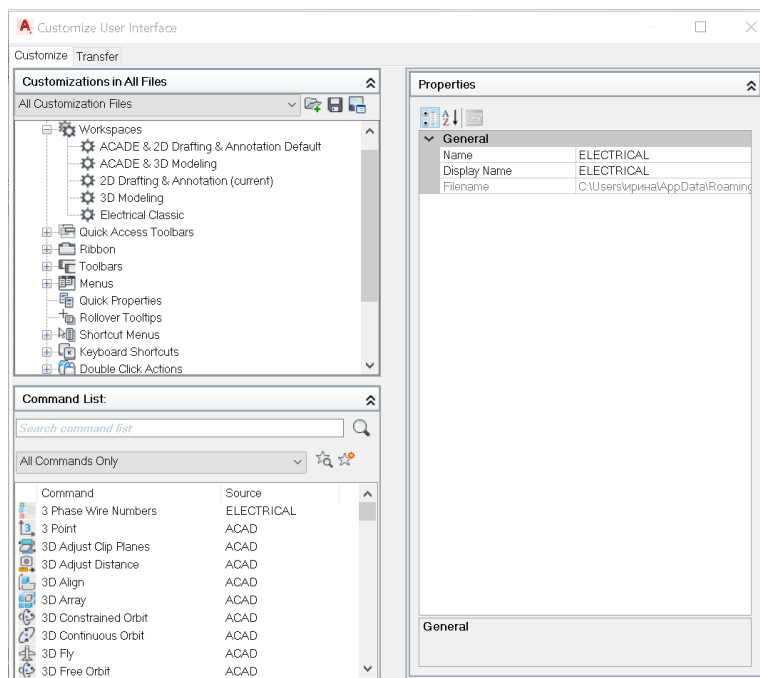 Customize User Interface
Customize Transfer
Customizations in All Files
All Customization Files
Workspaces
ACADE & 2D Drafting & Annotation Default
ACADE & 3D Modeling
2D Drafting & Annotation (current)
3D Modeling
Electrical Classic
Quick Access Toolbars
Ribbon
Toolbars
Menus
Quick Properties
Rollover Tooltips
Shortcut Menus
Keyboard Shortcuts
Double Click Actions
Command List:
Search command list
All Commands Only
Command Source
3 Phase Wire Numbers ELECTRICAL
3 Point ACAD
3D Adjust Clip Planes ACAD
3D Adjust Distance ACAD
3D Align ACAD
3D Array ACAD
3D Constrained Orbit ACAD
3D Continuous Orbit ACAD
3D Fly ACAD
3D Free Orbit ACAD
Properties
General
Name ELECTRICAL
Display Name ELECTRICAL
Filename C:\Users\ирина\AppData\Roaming
General